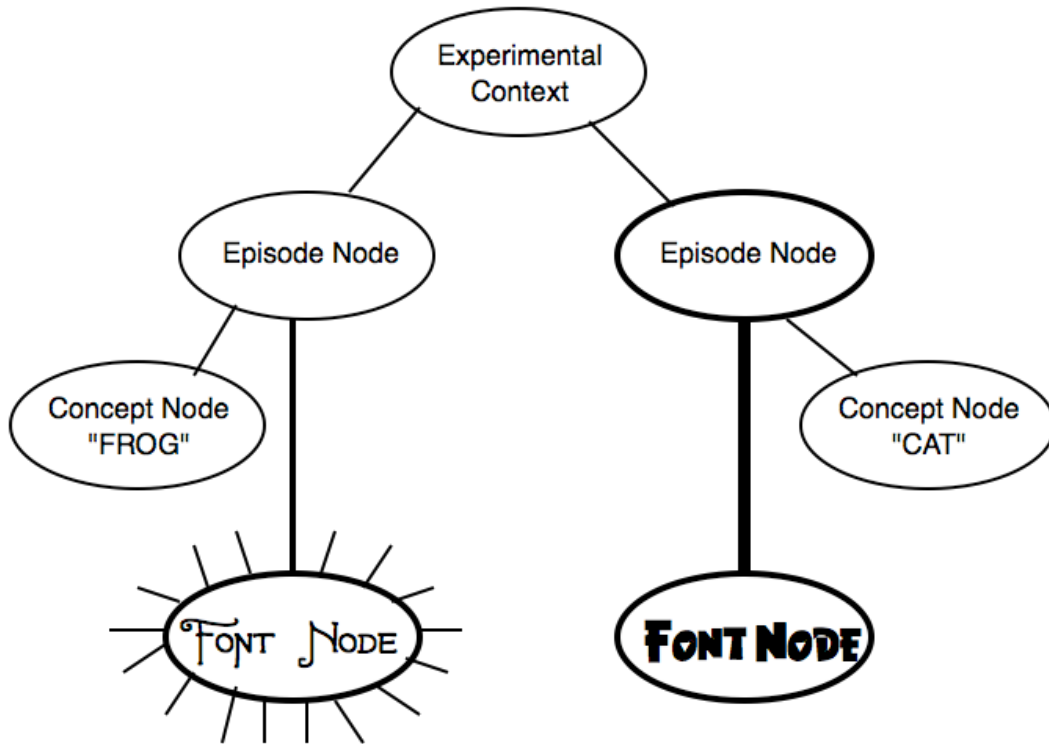 Experimental
Context
Episode Node
Episode Node
Concept Node
"FROG"
Concept Node
"CAT"
Font Node
Font Node